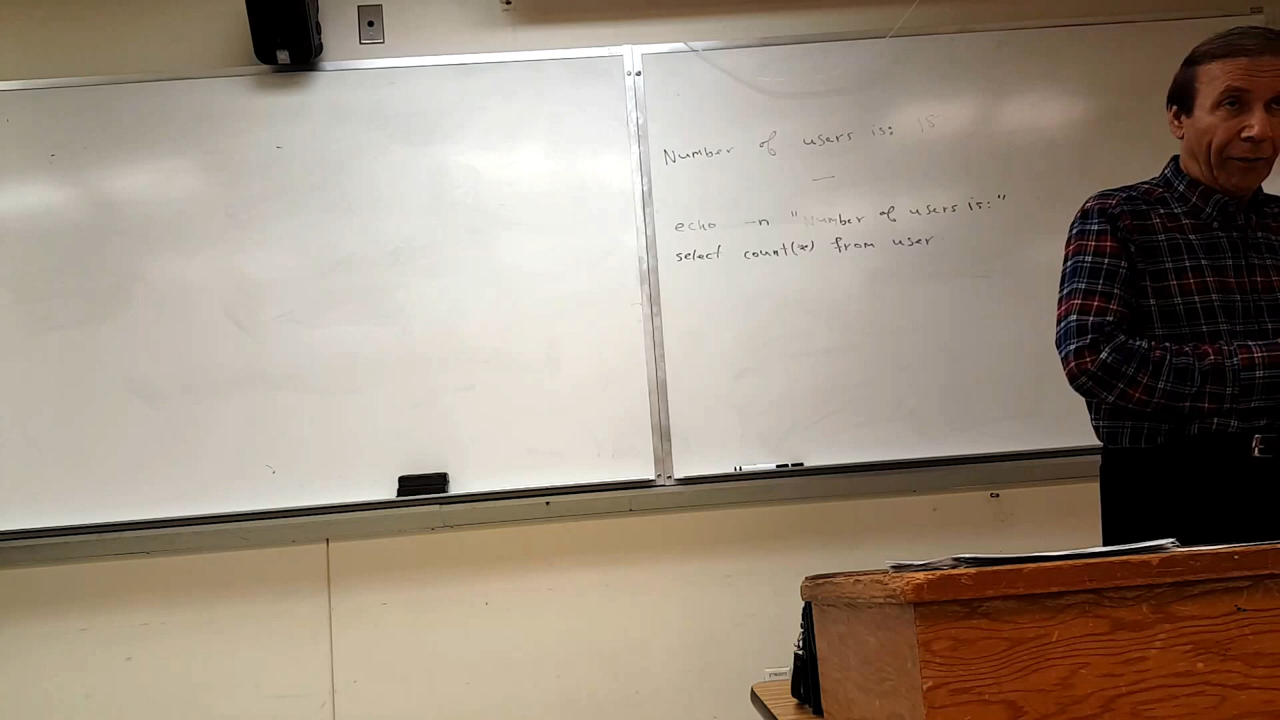 Number of users is: 15
—
echo -n "Number of users is:"
select count(*) from user